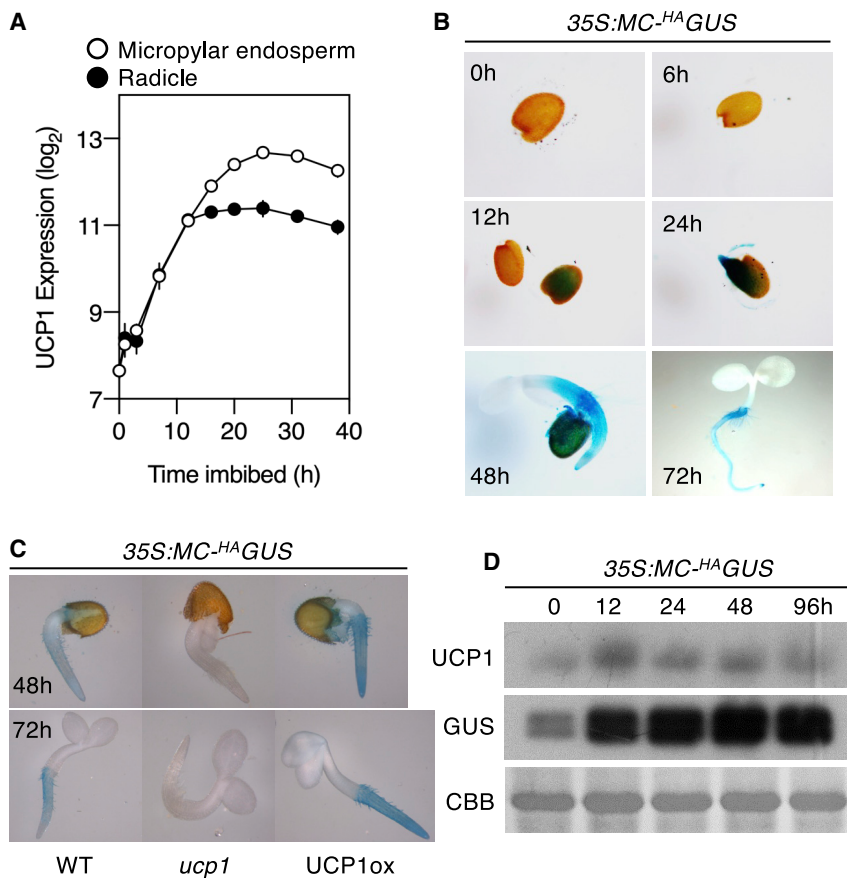 A
Micropylar endosperm
Radicle
UCP1 Expression (log2)
13
11
9
7
0 10 20 30 40
Time imbibed (h)
B
35S:MC-HAGUS
0h 6h
12h 24h
48h 72h
C
35S:MC-HAGUS
48h
72h
WT ucp1 UCP1ox
D
35S:MC-HAGUS
0 12 24 48 96h
UCP1
GUS
CBB